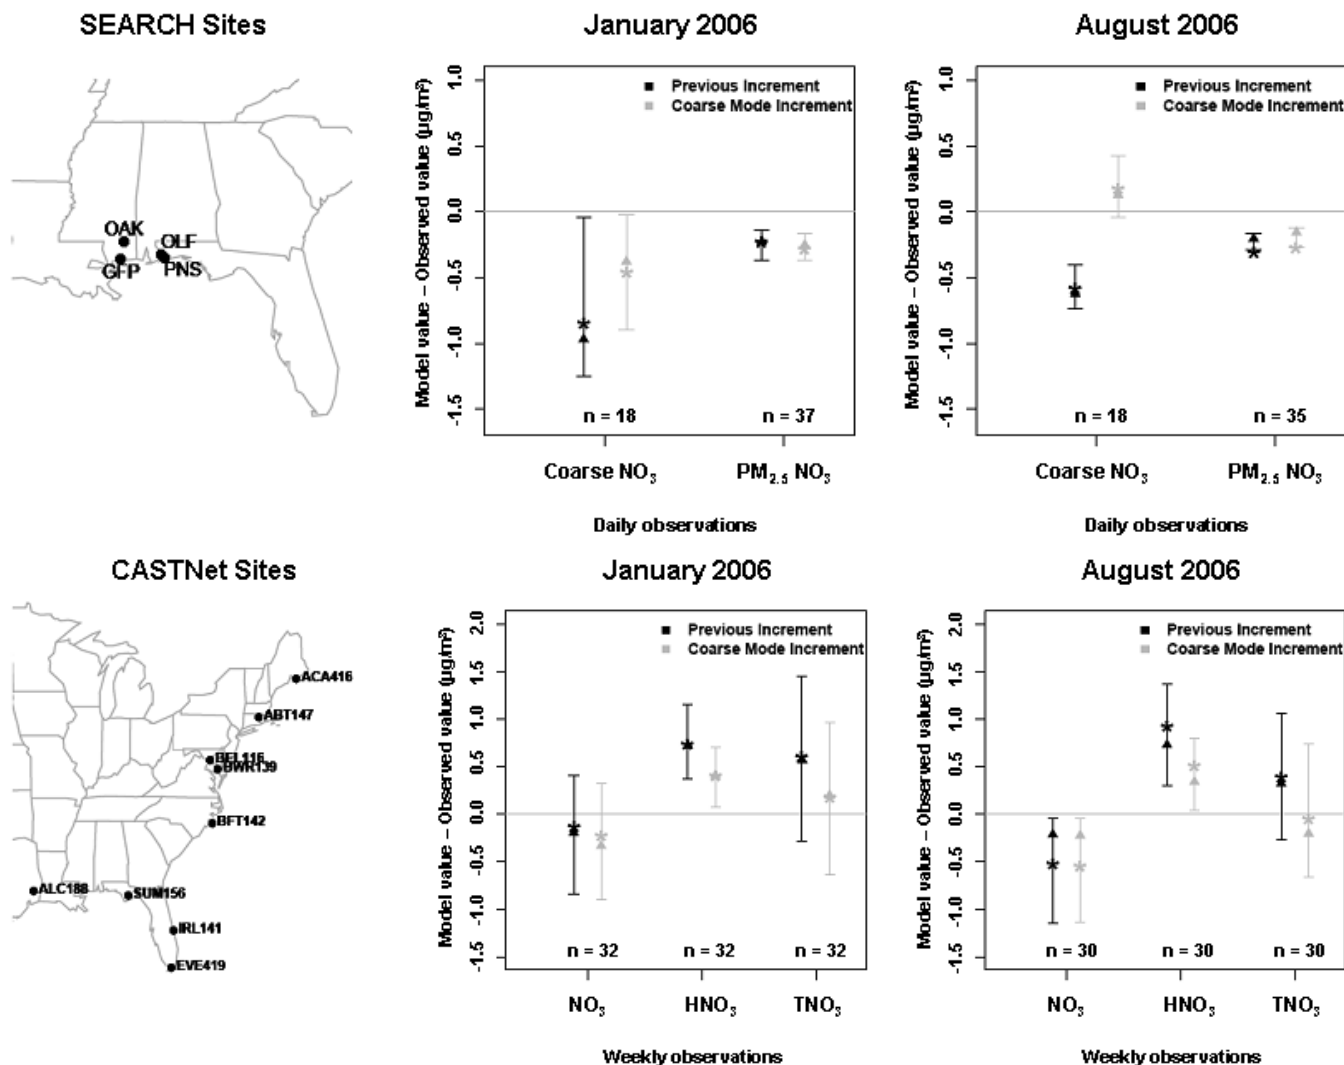 SEARCH Sites
OAK
OLF
GFP
PNS
January 2006
Model value – Observed value (µg/m³)
1.0
0.5
0.0
-0.5
-1.0
-1.5
Previous Increment
Coarse Mode Increment
n = 18
n = 37
Coarse NO₃
PM₂.₅ NO₃
Daily observations
August 2006
Model value – Observed value (µg/m³)
1.0
0.5
0.0
-0.5
-1.0
-1.5
Previous Increment
Coarse Mode Increment
n = 18
n = 35
Coarse NO₃
PM₂.₅ NO₃
Daily observations
CASTNet Sites
ACA416
ABT147
BEL116
BWR139
BFT142
ALC188
SUM156
IRL141
EVE419
January 2006
Model value – Observed value (µg/m³)
2.0
1.5
1.0
0.5
0.0
-0.5
-1.0
-1.5
Previous Increment
Coarse Mode Increment
n = 32
n = 32
n = 32
NO₃
HNO₃
TNO₃
Weekly observations
August 2006
Model value – Observed value (µg/m³)
2.0
1.5
1.0
0.5
0.0
-0.5
-1.0
-1.5
Previous Increment
Coarse Mode Increment
n = 30
n = 30
n = 30
NO₃
HNO₃
TNO₃
Weekly observations